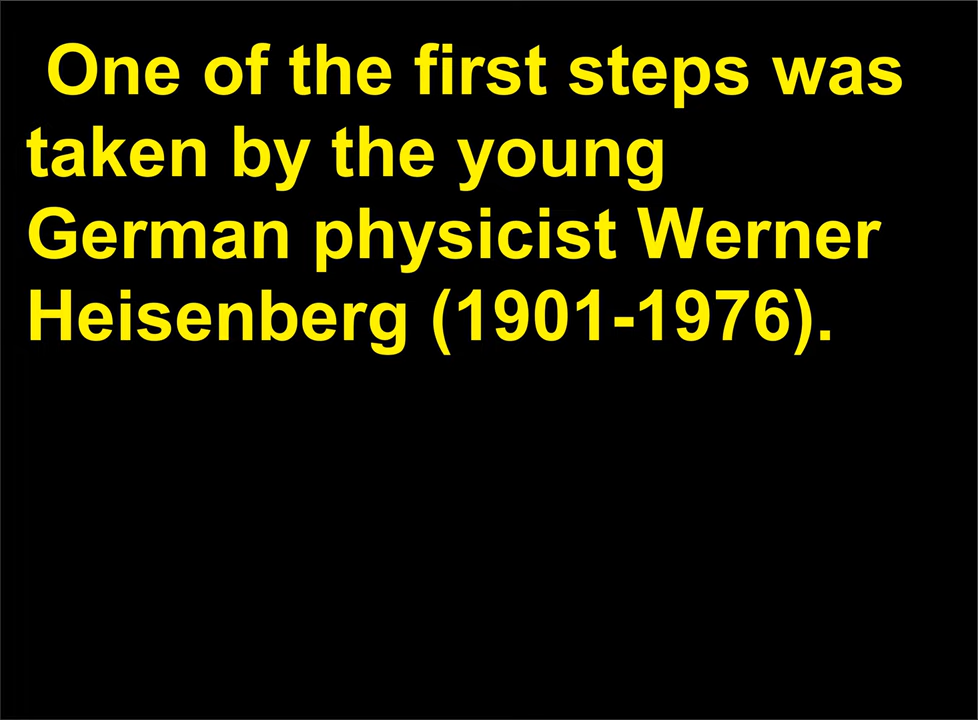 One of the first steps was
taken by the young
German physicist Werner
Heisenberg (1901-1976).